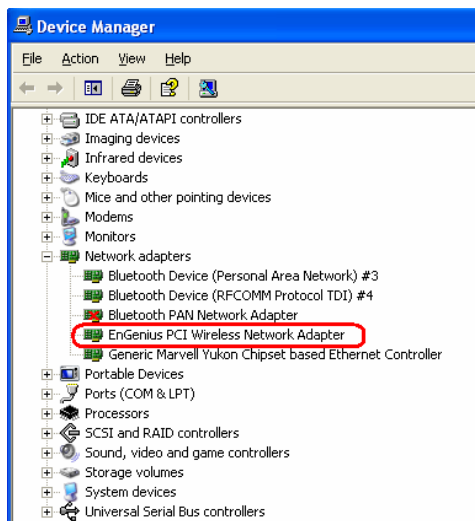 Device Manager
File Action View Help
IDE ATA/ATAPI controllers
Imaging devices
Infrared devices
Keyboards
Mice and other pointing devices
Modems
Monitors
Network adapters
Bluetooth Device (Personal Area Network) #3
Bluetooth Device (RFCOMM Protocol TDI) #4
Bluetooth PAN Network Adapter
EnGenius PCI Wireless Network Adapter
Generic Marvell Yukon Chipset based Ethernet Controller
Portable Devices
Ports (COM & LPT)
Processors
SCSI and RAID controllers
Sound, video and game controllers
Storage volumes
System devices
Universal Serial Bus controllers